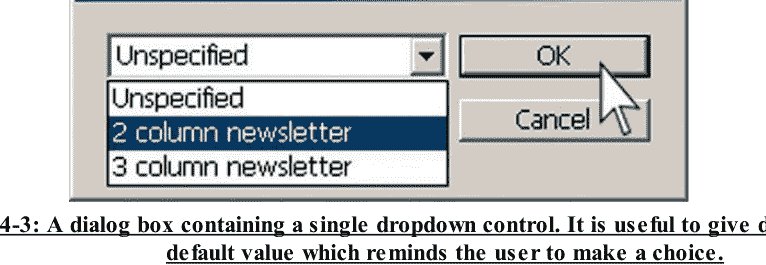 Unspecified
OK
Unspecified
2 column newsletter
Cancel
3 column newsletter
4-3: A dialog box containing a single dropdown control. It is useful to give
default value which reminds the user to make a choice.